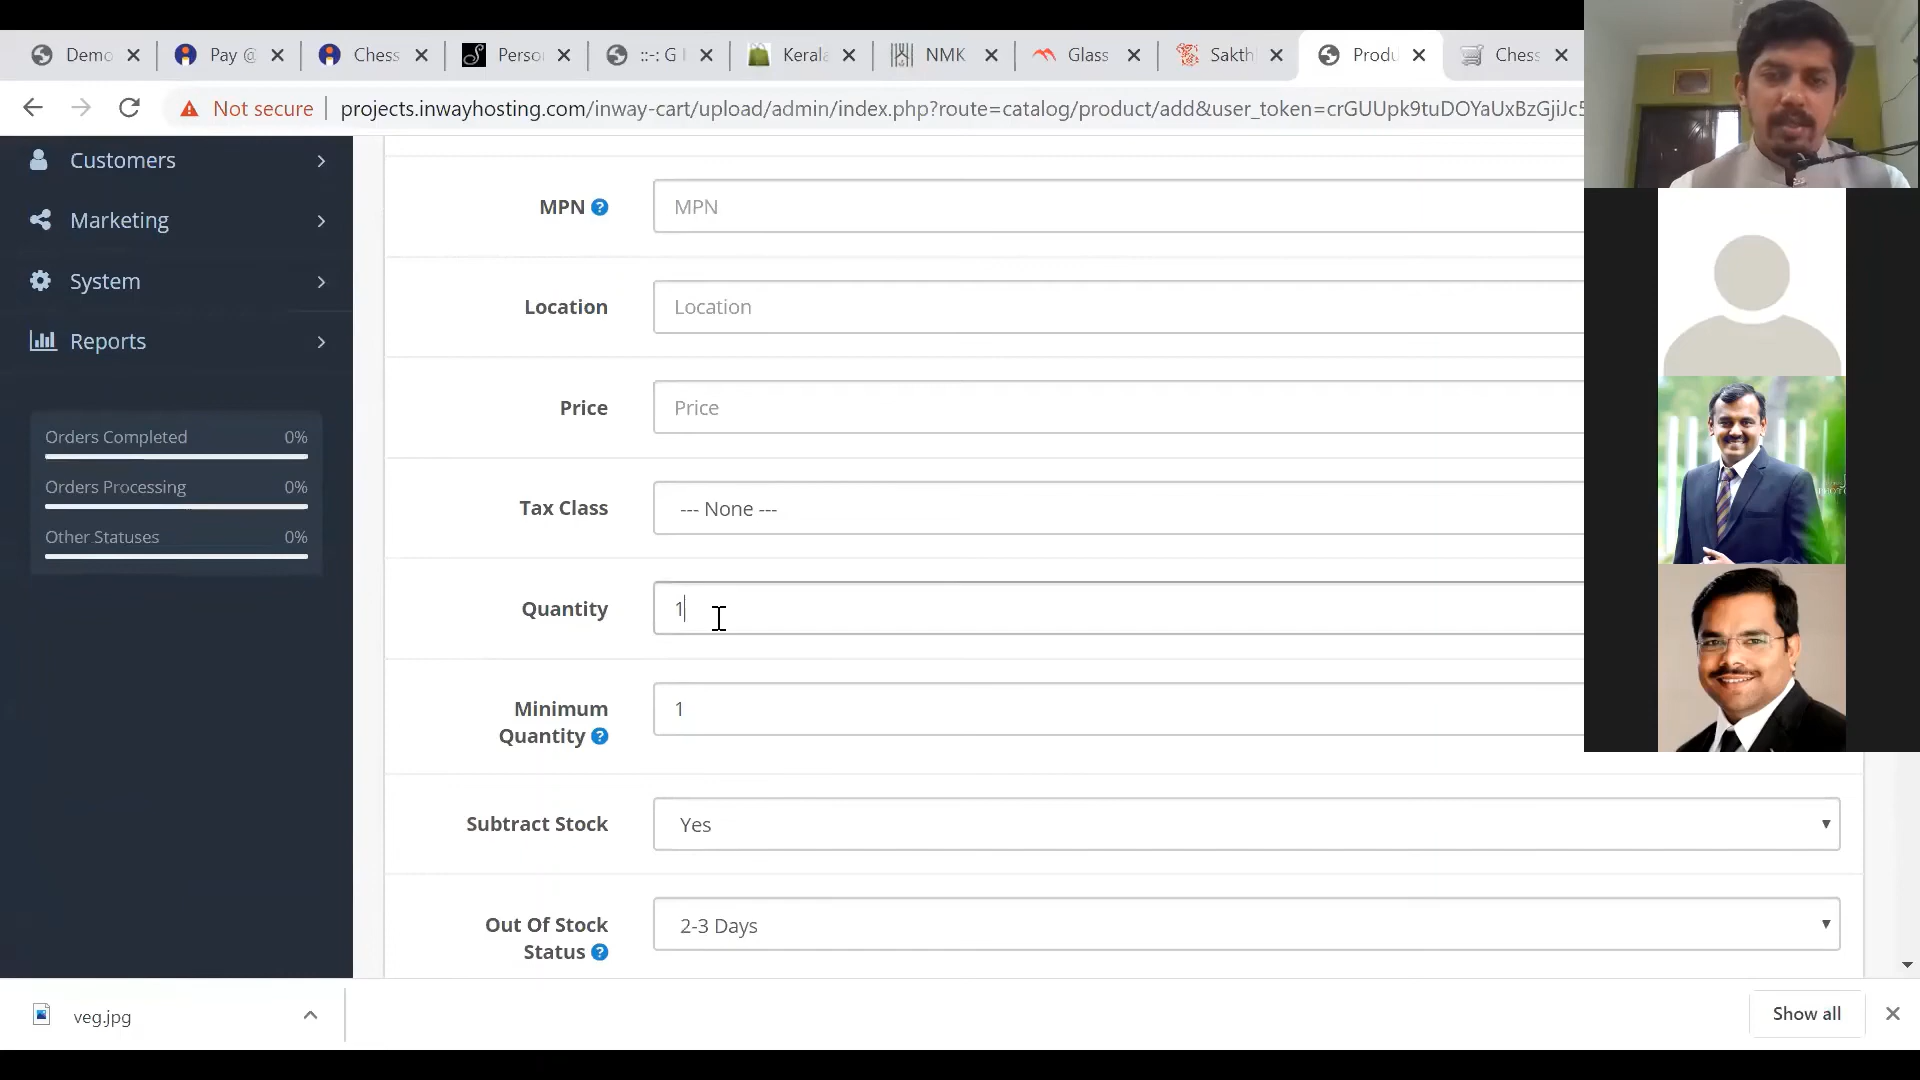 Demo
Pay @
Chess
Perso
::-: G
Kerala
NMK
Glass
Sakth
Produ
Chess
Not secure
projects.inwayhosting.com/inway-cart/upload/admin/index.php?route=catalog/product/add&user_token=crGUUpk9tuDOYaUxBzGjiJc5
Customers
Marketing
System
Reports
Orders Completed 0%
Orders Processing 0%
Other Statuses 0%
MPN ?
MPN
Location
Location
Price
Price
Tax Class
--- None ---
Quantity
1
Minimum
Quantity ?
1
Subtract Stock
Yes
Out Of Stock
Status ?
2-3 Days
veg.jpg
Show all